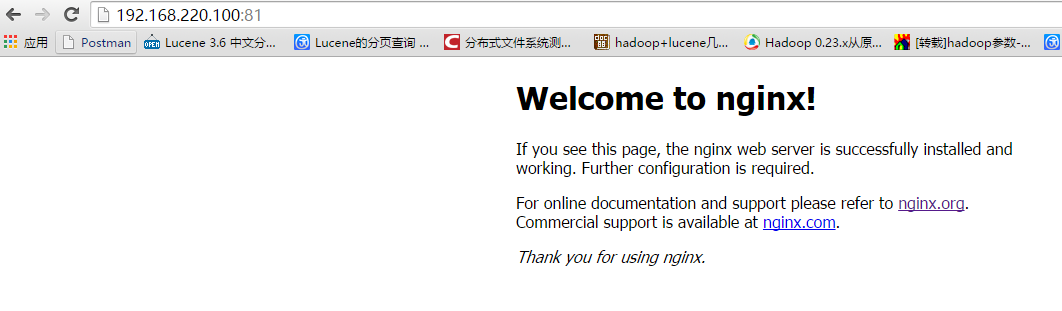 192.168.220.100:81
应用 Postman Lucene 3.6 中文分... Lucene的分页查询 ... 分布式文件系统测... hadoop+lucene几... Hadoop 0.23.x从原... [转载]hadoop参数-...
Welcome to nginx!
If you see this page, the nginx web server is successfully installed and
working. Further configuration is required.
For online documentation and support please refer to nginx.org.
Commercial support is available at nginx.com.
Thank you for using nginx.